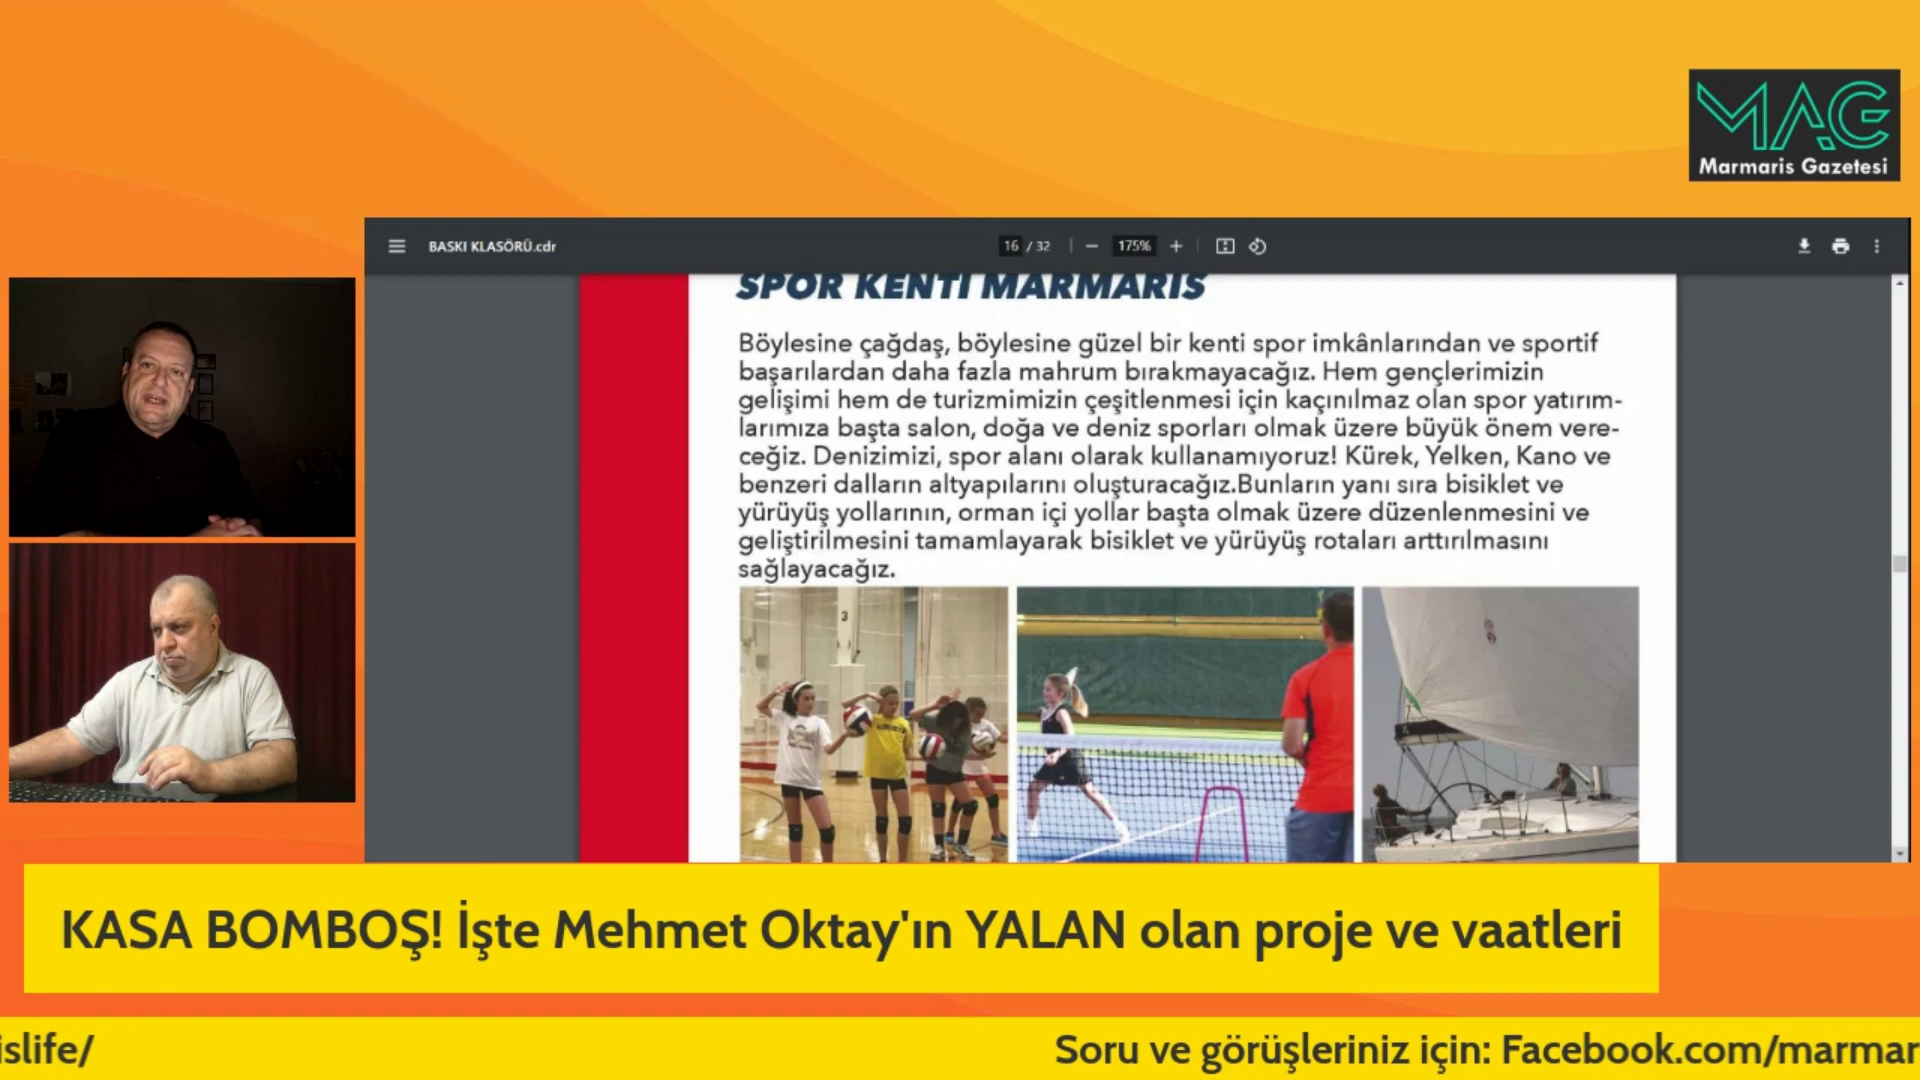 MAG
Marmaris Gazetesi
BASKI KLASÖRÜ.cdr
16 / 32
175%
SPOR KENTİ MARMARİS
Böylesine çağdaş, böylesine güzel bir kenti spor imkânlarından ve sportif
başarılardan daha fazla mahrum bırakmayacağız. Hem gençlerimizin
gelişimi hem de turizmimizin çeşitlenmesi için kaçınılmaz olan spor yatırım-
larımıza başta salon, doğa ve deniz sporları olmak üzere büyük önem vere-
ceğiz. Denizimizi, spor alanı olarak kullanamıyoruz! Kürek, Yelken, Kano ve
benzeri dalların altyapılarını oluşturacağız.Bunların yanı sıra bisiklet ve
yürüyüş yollarının, orman içi yollar başta olmak üzere düzenlenmesini ve
geliştirilmesini tamamlayarak bisiklet ve yürüyüş rotaları arttırılmasını
sağlayacağız.
3
KASA BOMBOŞ! İşte Mehmet Oktay'ın YALAN olan proje ve vaatleri
islife/
Soru ve görüşleriniz için: Facebook.com/marmar